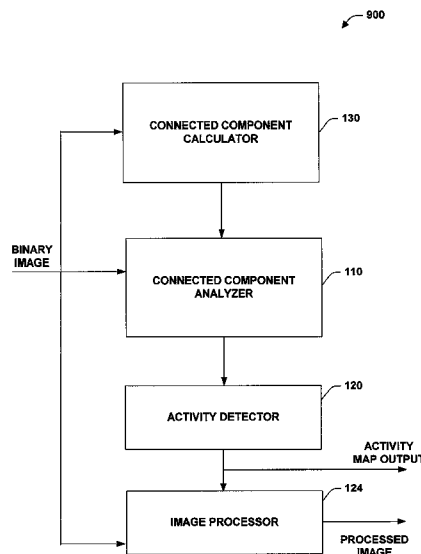 900
CONNECTED COMPONENT
CALCULATOR
130
BINARY
IMAGE
CONNECTED COMPONENT
ANALYZER
110
ACTIVITY DETECTOR
120
ACTIVITY
MAP OUTPUT
IMAGE PROCESSOR
124
PROCESSED
IMAGE